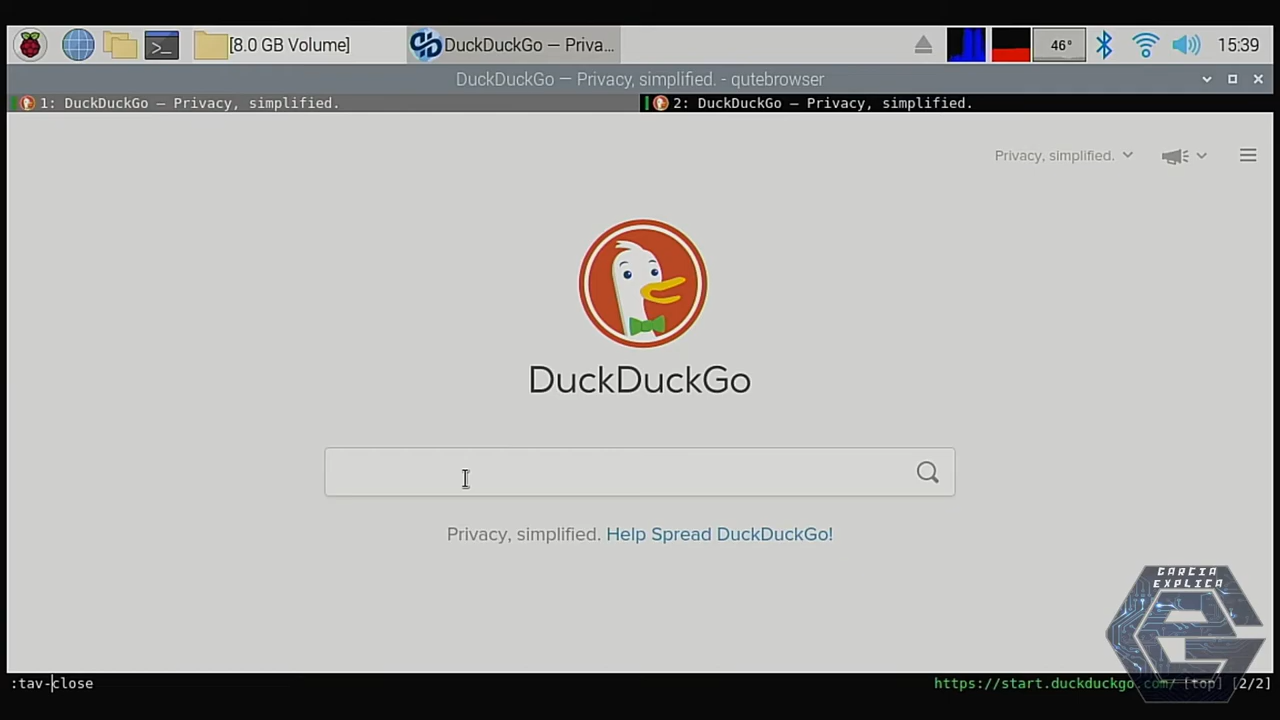 [8.0 GB Volume]
DuckDuckGo — Priva...
46°
15:39
DuckDuckGo — Privacy, simplified. - qutebrowser
1: DuckDuckGo — Privacy, simplified.
2: DuckDuckGo — Privacy, simplified.
Privacy, simplified.
DuckDuckGo
Privacy, simplified. Help Spread DuckDuckGo!
GARCIA
EXPLICA
:tav-close
https://start.duckduckgo.com/ [top] [2/2]